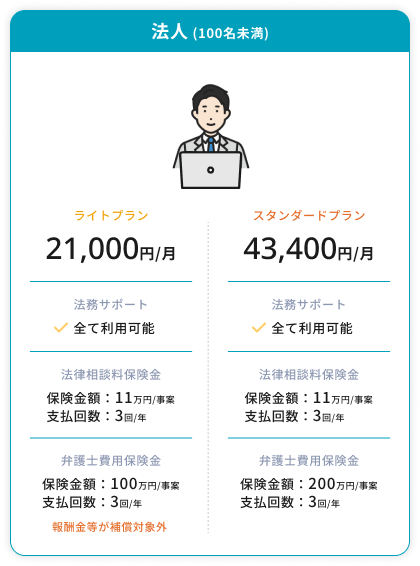 法人 (100名未満)
ライトプラン
21,000円/月
法務サポート
全て利用可能
法律相談料保険金
保険金額：11万円/事案
支払回数：3回/年
弁護士費用保険金
保険金額：100万円/事案
支払回数：3回/年
報酬金等が補償対象外
スタンダードプラン
43,400円/月
法務サポート
全て利用可能
法律相談料保険金
保険金額：11万円/事案
支払回数：3回/年
弁護士費用保険金
保険金額：200万円/事案
支払回数：3回/年